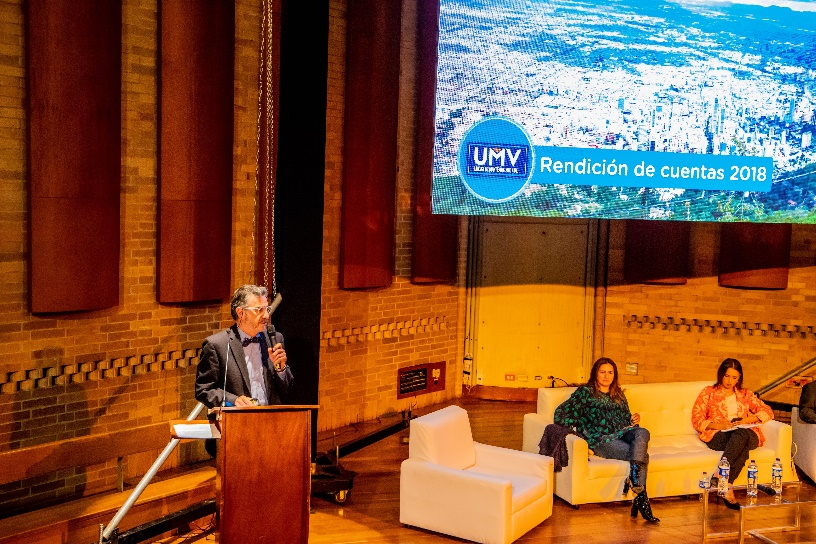 UMV
Rendición de cuentas 2018